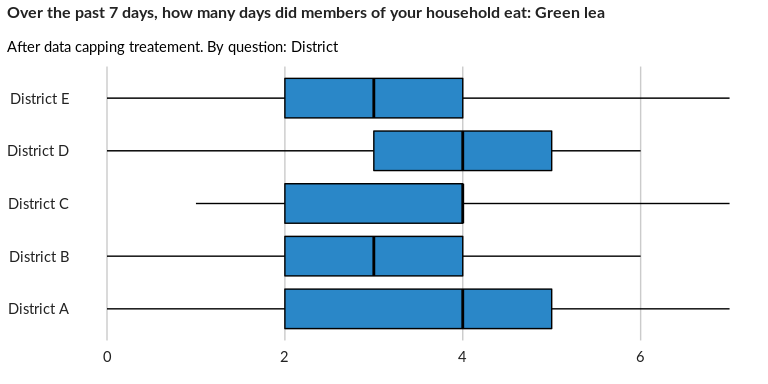 Over the past 7 days, how many days did members of your household eat: Green lea
After data capping treatement. By question: District
District E
District D
District C
District B
District A
0 2 4 6